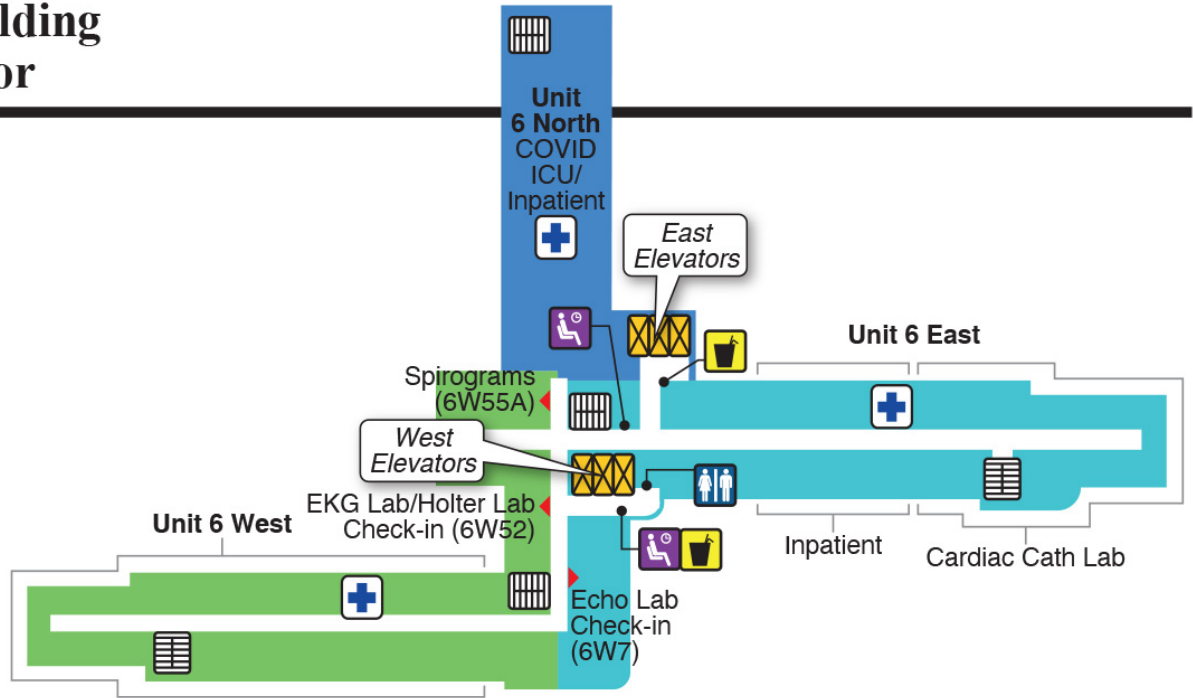 lding
or
Unit
6 North
COVID
ICU/
Inpatient
East
Elevators
Unit 6 East
Spirograms
(6W55A)
West
Elevators
EKG Lab/Holter Lab
Check-in (6W52)
Unit 6 West
Inpatient
Cardiac Cath Lab
Echo Lab
Check-in
(6W7)